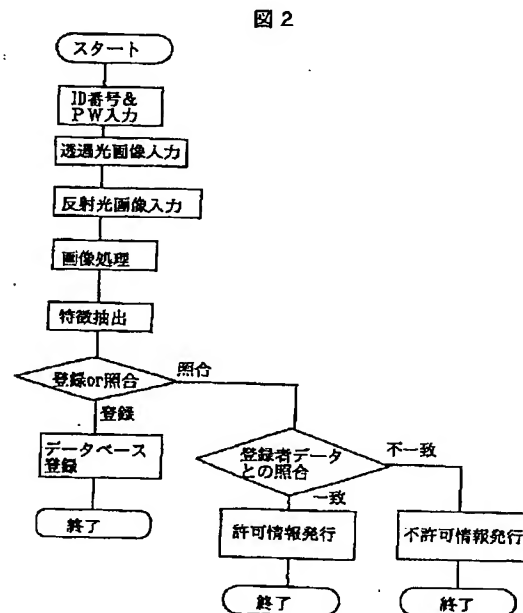 図2
スタート
ID番号&
PW入力
透過光画像入力
反射光画像入力
画像処理
特徴抽出
登録or照合
照合
登録
データベース
登録
終了
登録者データ
との照合
不一致
一致
許可情報発行
不許可情報発行
終了
終了